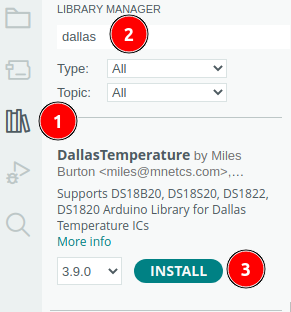 LIBRARY MANAGER
dallas
2
Type: All
Topic: All
1
DallasTemperature by Miles
Burton <miles@mnetcs.com>,...
Supports DS18B20, DS18S20, DS1822,
DS1820 Arduino Library for Dallas
Temperature ICs
More info
3.9.0 INSTALL 3